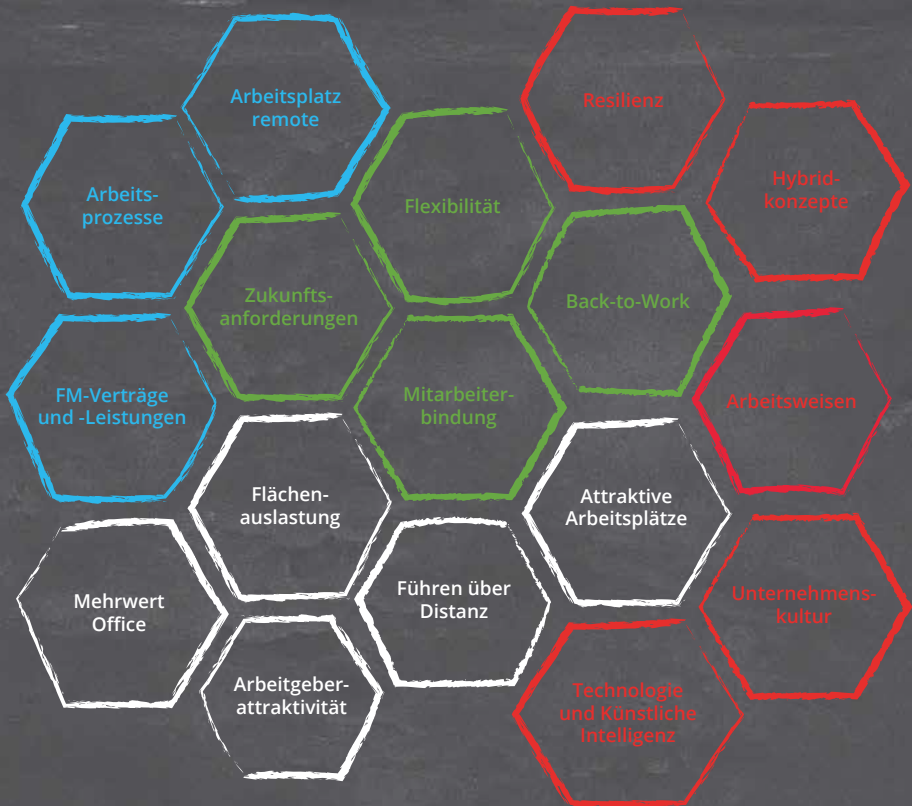 Arbeitsplatz
remote
Resilienz
Arbeits-
prozesse
Flexibilität
Hybrid-
konzepte
Zukunfts-
anforderungen
Back-to-Work
FM-Verträge
und -Leistungen
Mitarbeiter-
bindung
Arbeitsweisen
Flächen-
auslastung
Attraktive
Arbeitsplätze
Mehrwert
Office
Führen über
Distanz
Unternehmens-
kultur
Arbeitgeber-
attraktivität
Technologie
und Künstliche
Intelligenz